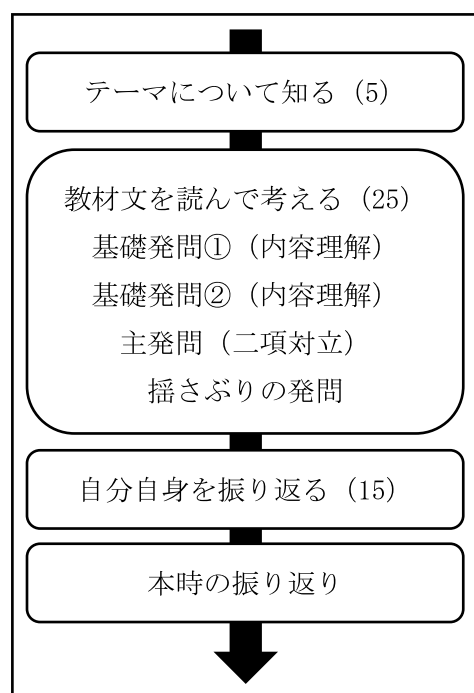 テーマについて知る（5）
教材文を読んで考える（25）
基礎発問①（内容理解）
基礎発問②（内容理解）
主発問（二項対立）
揺さぶりの発問
自分自身を振り返る（15）
本時の振り返り